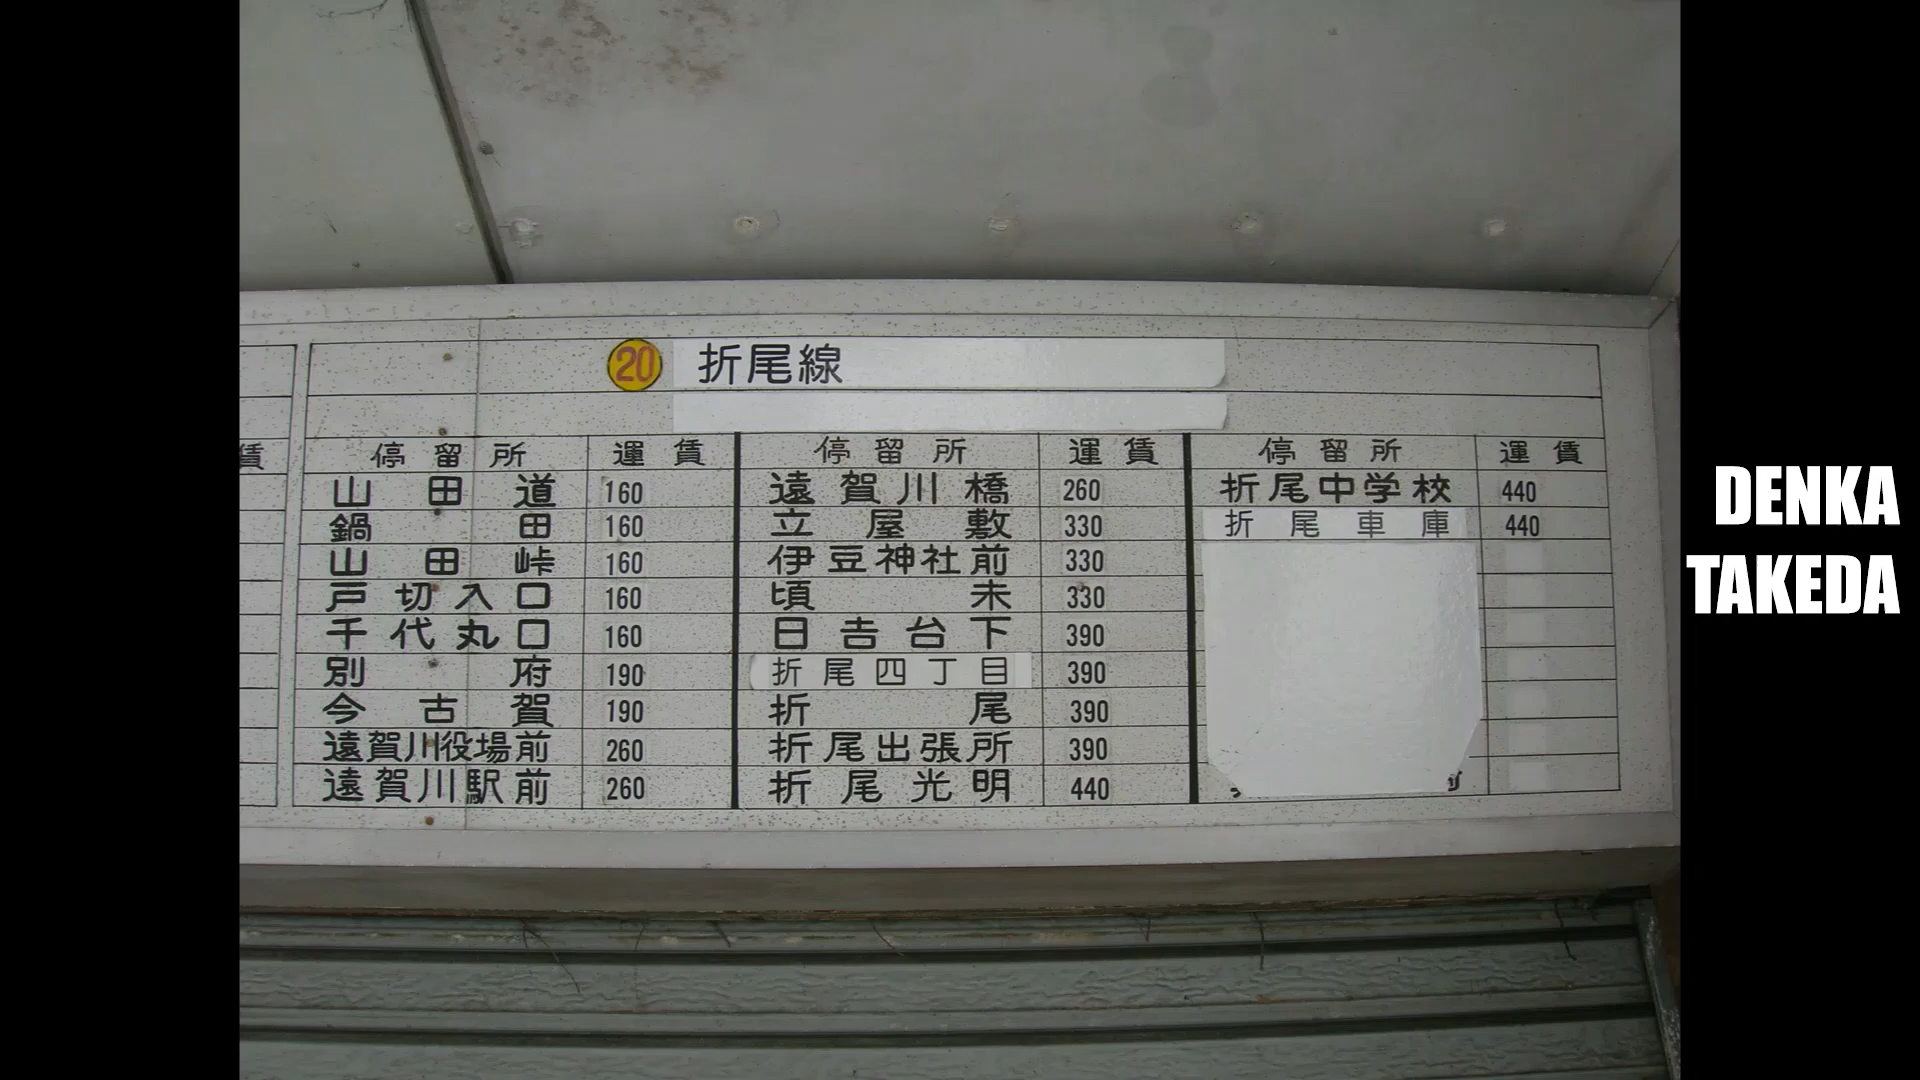 20 折尾線
賃
停留所 運賃 停留所 運賃 停留所 運賃
山田道 160 遠賀川橋 260 折尾中学校 440
鍋田 160 立屋敷 330 折尾車庫 440
山田峠 160 伊豆神社前 330
戸切入口 160 頃末 330
千代丸口 160 日吉台下 390
別府 190 折尾四丁目 390
今古賀 190 折尾 390
遠賀川役場前 260 折尾出張所 390
遠賀川駅前 260 折尾光明 440
DENKA
TAKEDA